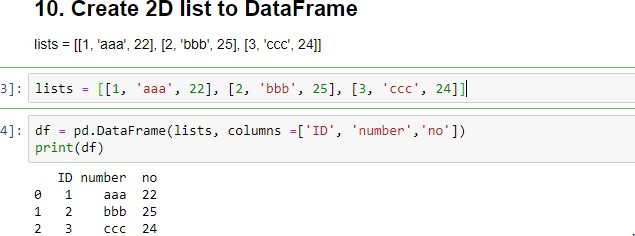 10. Create 2D list to DataFrame
lists = [[1, 'aaa', 22], [2, 'bbb', 25], [3, 'ccc', 24]]
3]: lists = [[1, 'aaa', 22], [2, 'bbb', 25], [3, 'ccc', 24]]
4]: df = pd.DataFrame(lists, columns =['ID', 'number','no'])
print(df)
ID number no
0 1 aaa 22
1 2 bbb 25
2 3 ccc 24